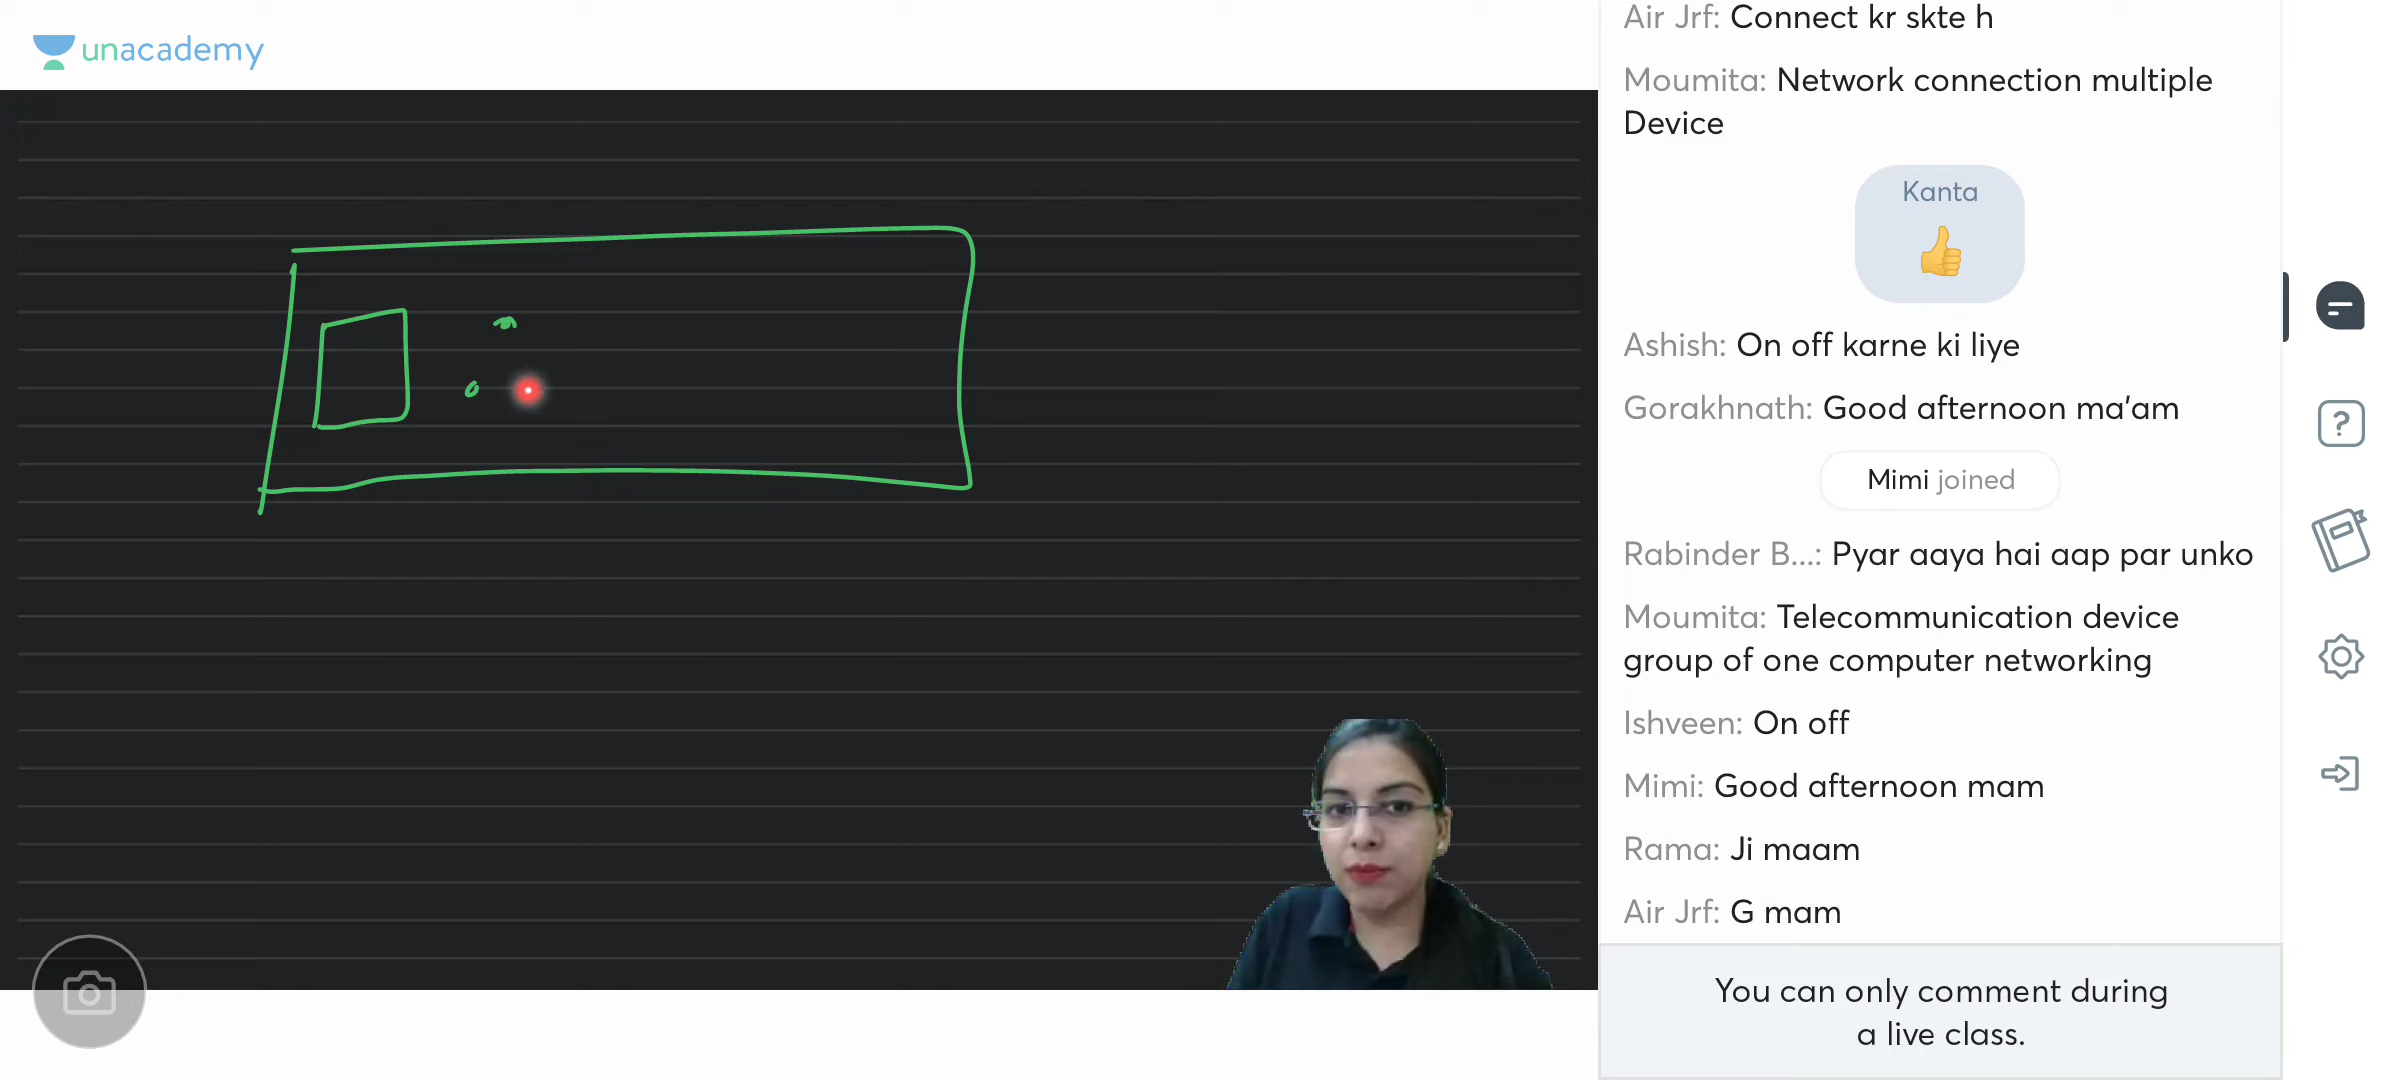 unacademy
Air Jrf: Connect kr skte h
Moumita: Network connection multiple
Device
Kanta
Ashish: On off karne ki liye
Gorakhnath: Good afternoon ma'am
Mimi joined
Rabinder B...: Pyar aaya hai aap par unko
Moumita: Telecommunication device
group of one computer networking
Ishveen: On off
Mimi: Good afternoon mam
Rama: Ji maam
Air Jrf: G mam
You can only comment during
a live class.